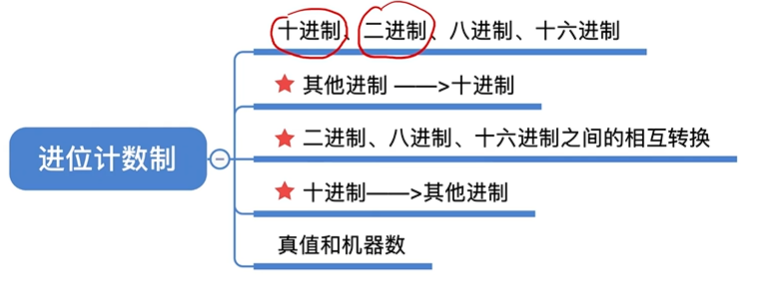 十进制、二进制、八进制、十六进制
★ 其他进制 ——>十进制
★ 二进制、八进制、十六进制之间的相互转换
进位计数制
★ 十进制——>其他进制
真值和机器数